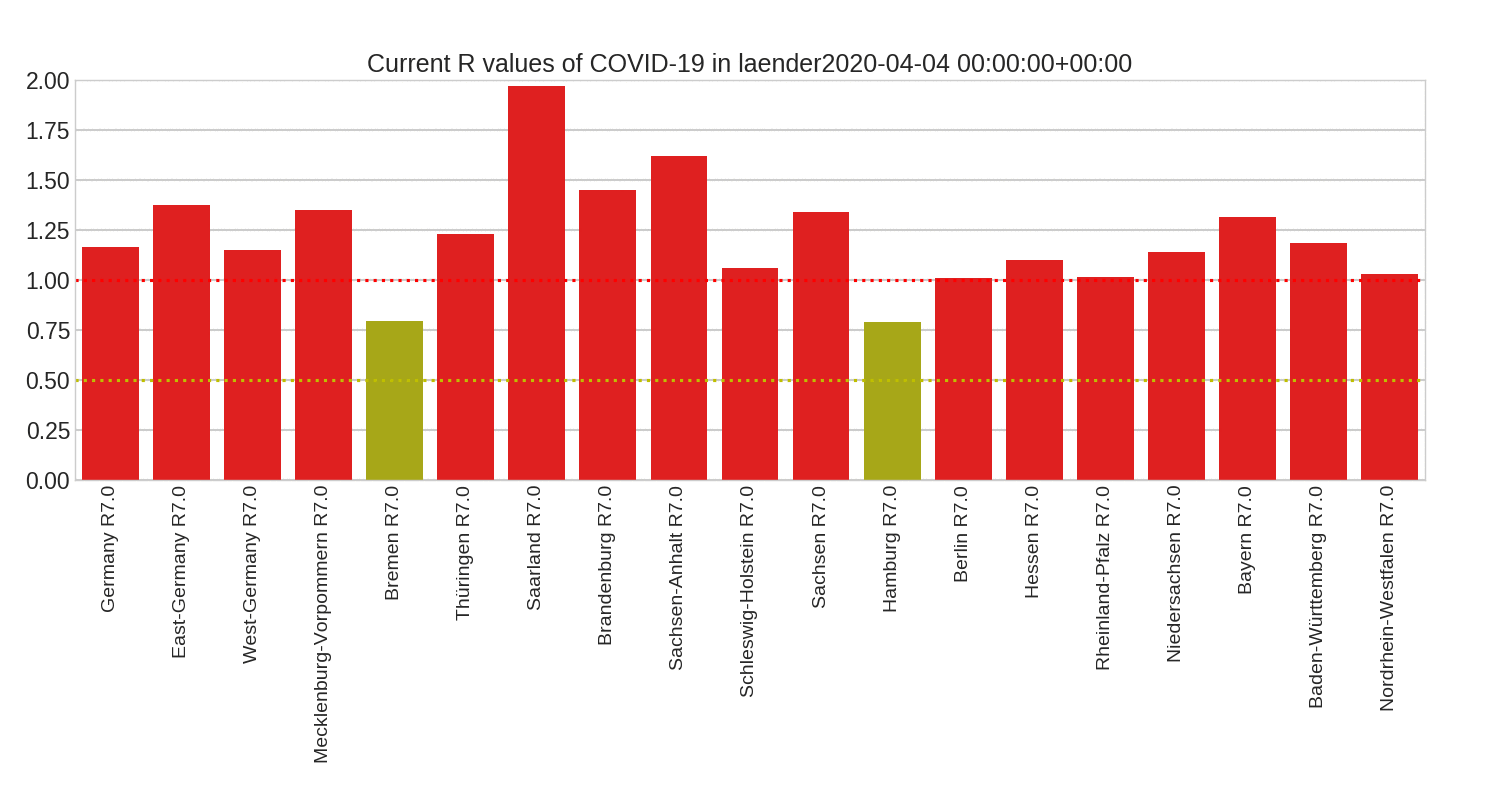 Current R values of COVID-19 in laender2020-04-04 00:00:00+00:00
2.00
1.75
1.50
1.25
1.00
0.75
0.50
0.25
0.00
Germany R7.0
East-Germany R7.0
West-Germany R7.0
Mecklenburg-Vorpommern R7.0
Bremen R7.0
Thüringen R7.0
Saarland R7.0
Brandenburg R7.0
Sachsen-Anhalt R7.0
Schleswig-Holstein R7.0
Sachsen R7.0
Hamburg R7.0
Berlin R7.0
Hessen R7.0
Rheinland-Pfalz R7.0
Niedersachsen R7.0
Bayern R7.0
Baden-Württemberg R7.0
Nordrhein-Westfalen R7.0